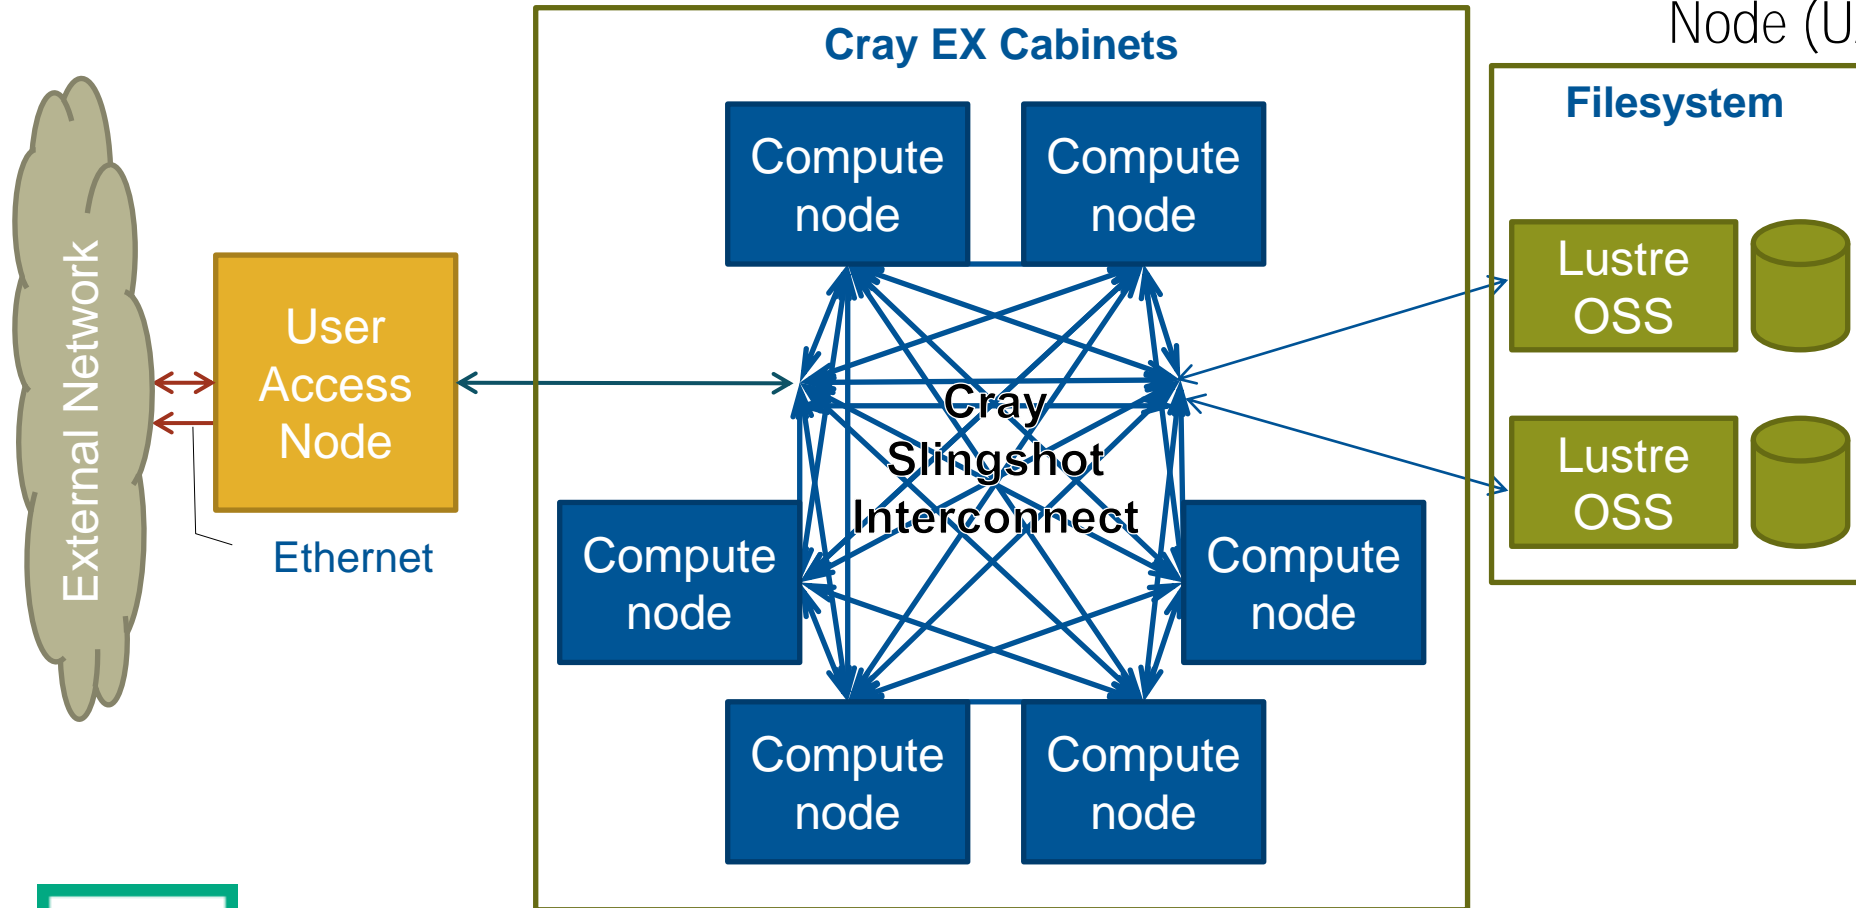 Node (U
Cray EX Cabinets
Filesystem
Compute
node
Compute
node
Lustre
OSS
External Network
User
Access
Node
Cray
Slingshot
Interconnect
Lustre
OSS
Ethernet
Compute
node
Compute
node
Compute
node
Compute
node